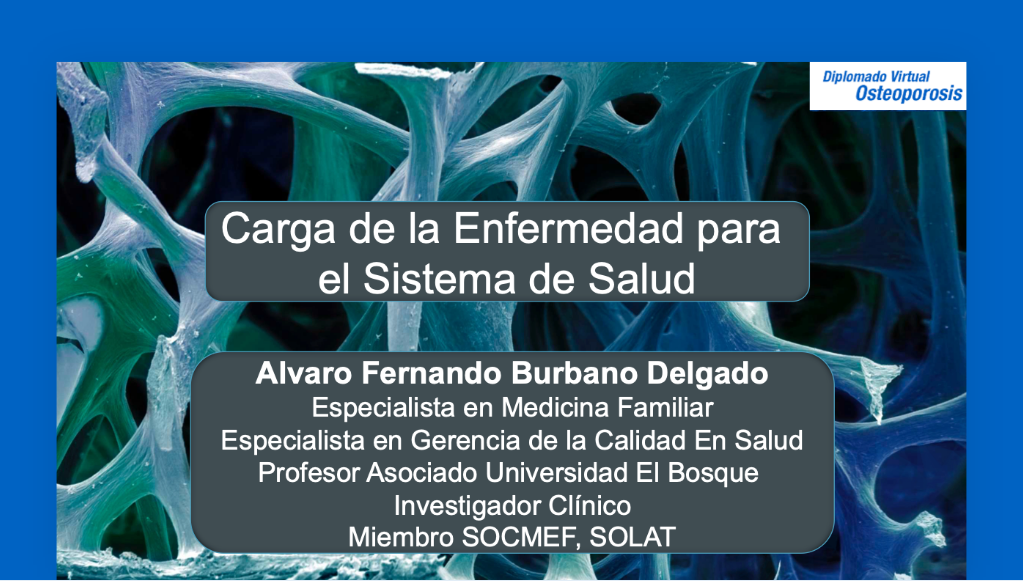 Diplomado Virtual
Osteoporosis
Carga de la Enfermedad para
el Sistema de Salud
Alvaro Fernando Burbano Delgado
Especialista en Medicina Familiar
Especialista en Gerencia de la Calidad En Salud
Profesor Asociado Universidad El Bosque
Investigador Clínico
Miembro SOCMEF, SOLAT